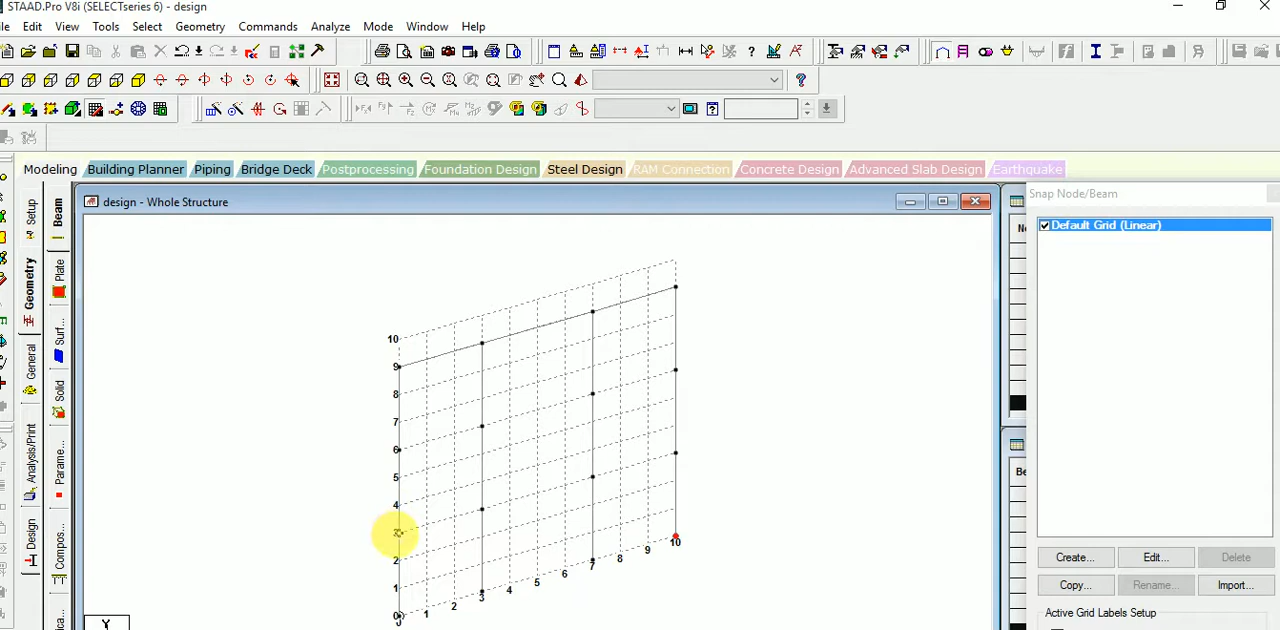 STAAD.Pro V8i (SELECTseries 6) - design
Edit View Tools Select Geometry Commands Analyze Mode Window Help
Modeling Building Planner Piping Bridge Deck Postprocessing Foundation Design Steel Design RAM Connection Concrete Design Advanced Slab Design Earthquake
design - Whole Structure
Snap Node/Beam
Default Grid (Linear)
Setup
Geometry
General
Analysis/Print
Design
Beam
Plate
Surf...
Solid
Parame...
Compos...
10
9
8
7
6
5
4
2
1
0
1
2
3
4
5
6
7
8
9
10
Y
Create... Edit... Delete
Copy... Rename... Import...
Active Grid Labels Setup